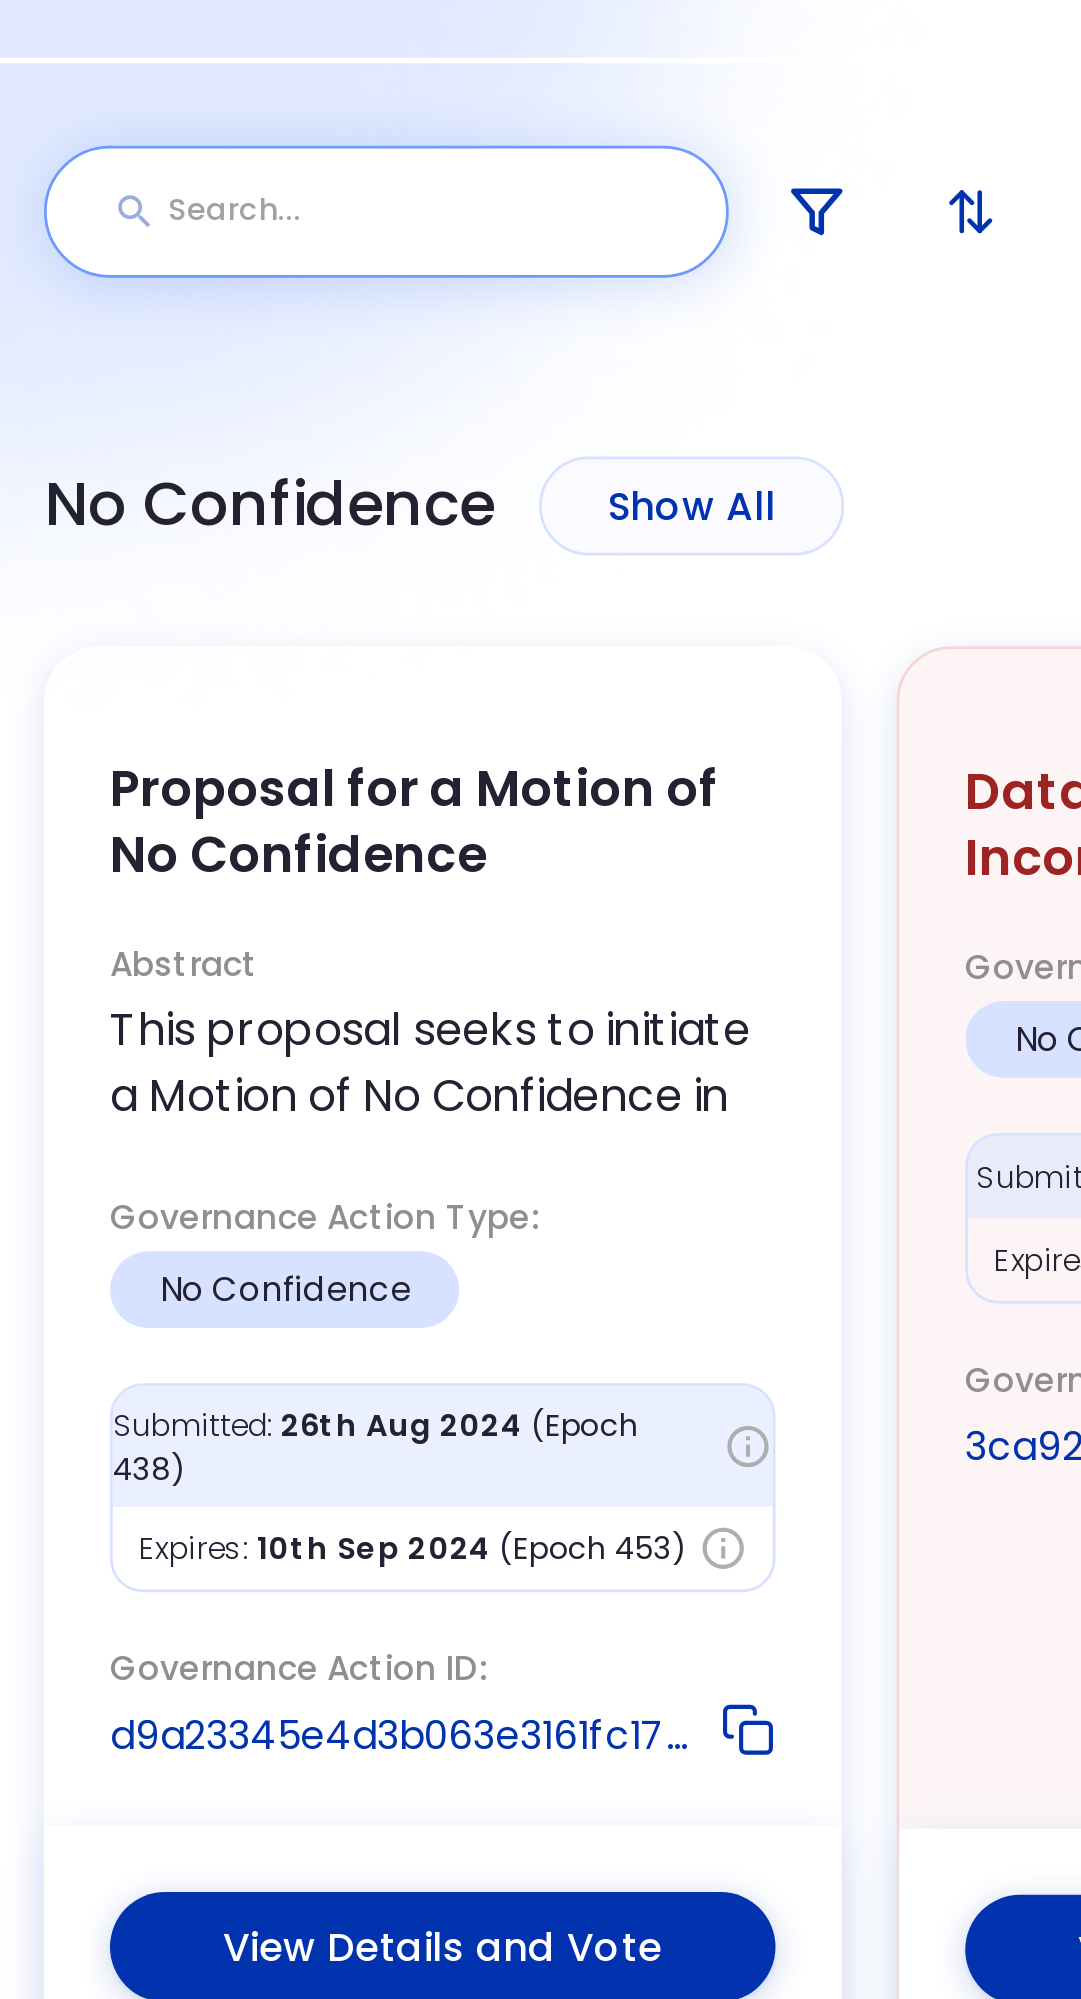 Search...
No Confidence
Show All
Proposal for a Motion of
No Confidence
Abstract
This proposal seeks to initiate
a Motion of No Confidence in
Governance Action Type:
No Confidence
Submitted: 26th Aug 2024 (Epoch
438)
Expires: 10th Sep 2024 (Epoch 453)
Governance Action ID:
d9a23345e4d3b063e3161fc17...
View Details and Vote
Data
Incor
Govern
No C
Submit
Expire
Govern
3ca92